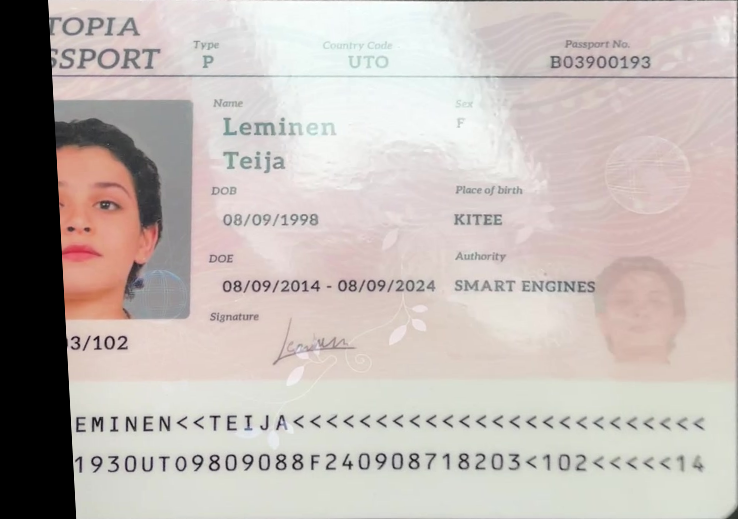 TOPIA
SSPORT
Type
P
Country Code
UTO
Passport No.
B03900193
Name
Leminen
Teija
Sex
F
DOB
08/09/1998
Place of birth
KITEE
DOE
08/09/2014 - 08/09/2024
Authority
SMART ENGINES
Signature
Leminen
3/102
EMINEN<<TEIJA<<<<<<<<<<<<<<<<<<<<<<<<<
1930UTO9809088F240908718203<102<<<<<14